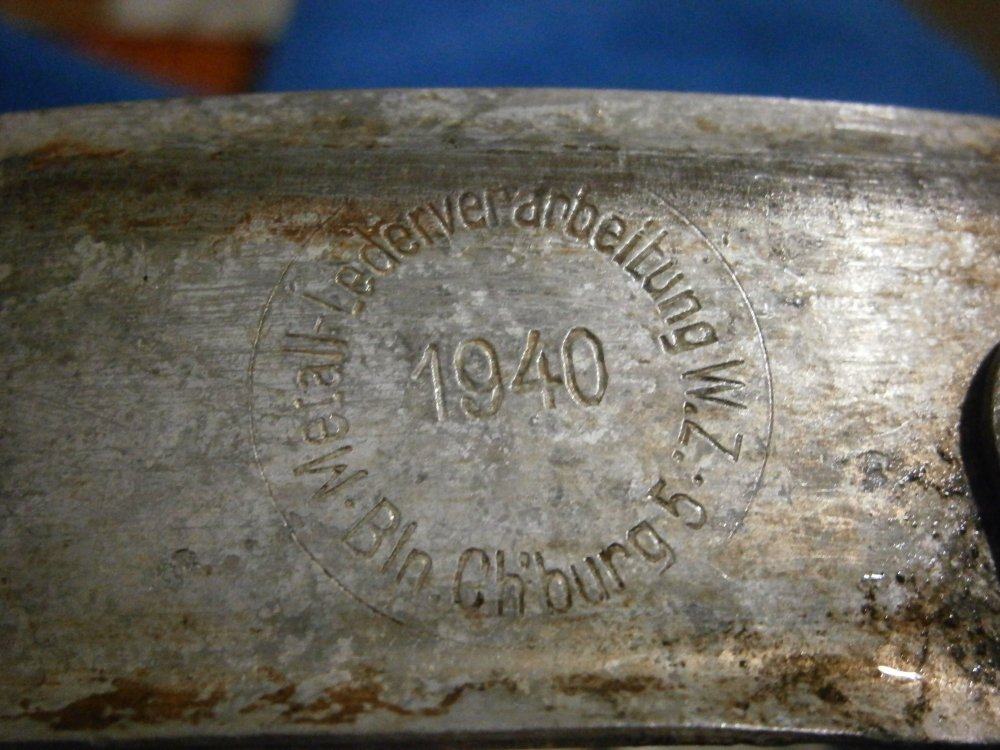 Metall-Lederverarbeitung W.Z.W.Bln.Ch'burg 5.
1940